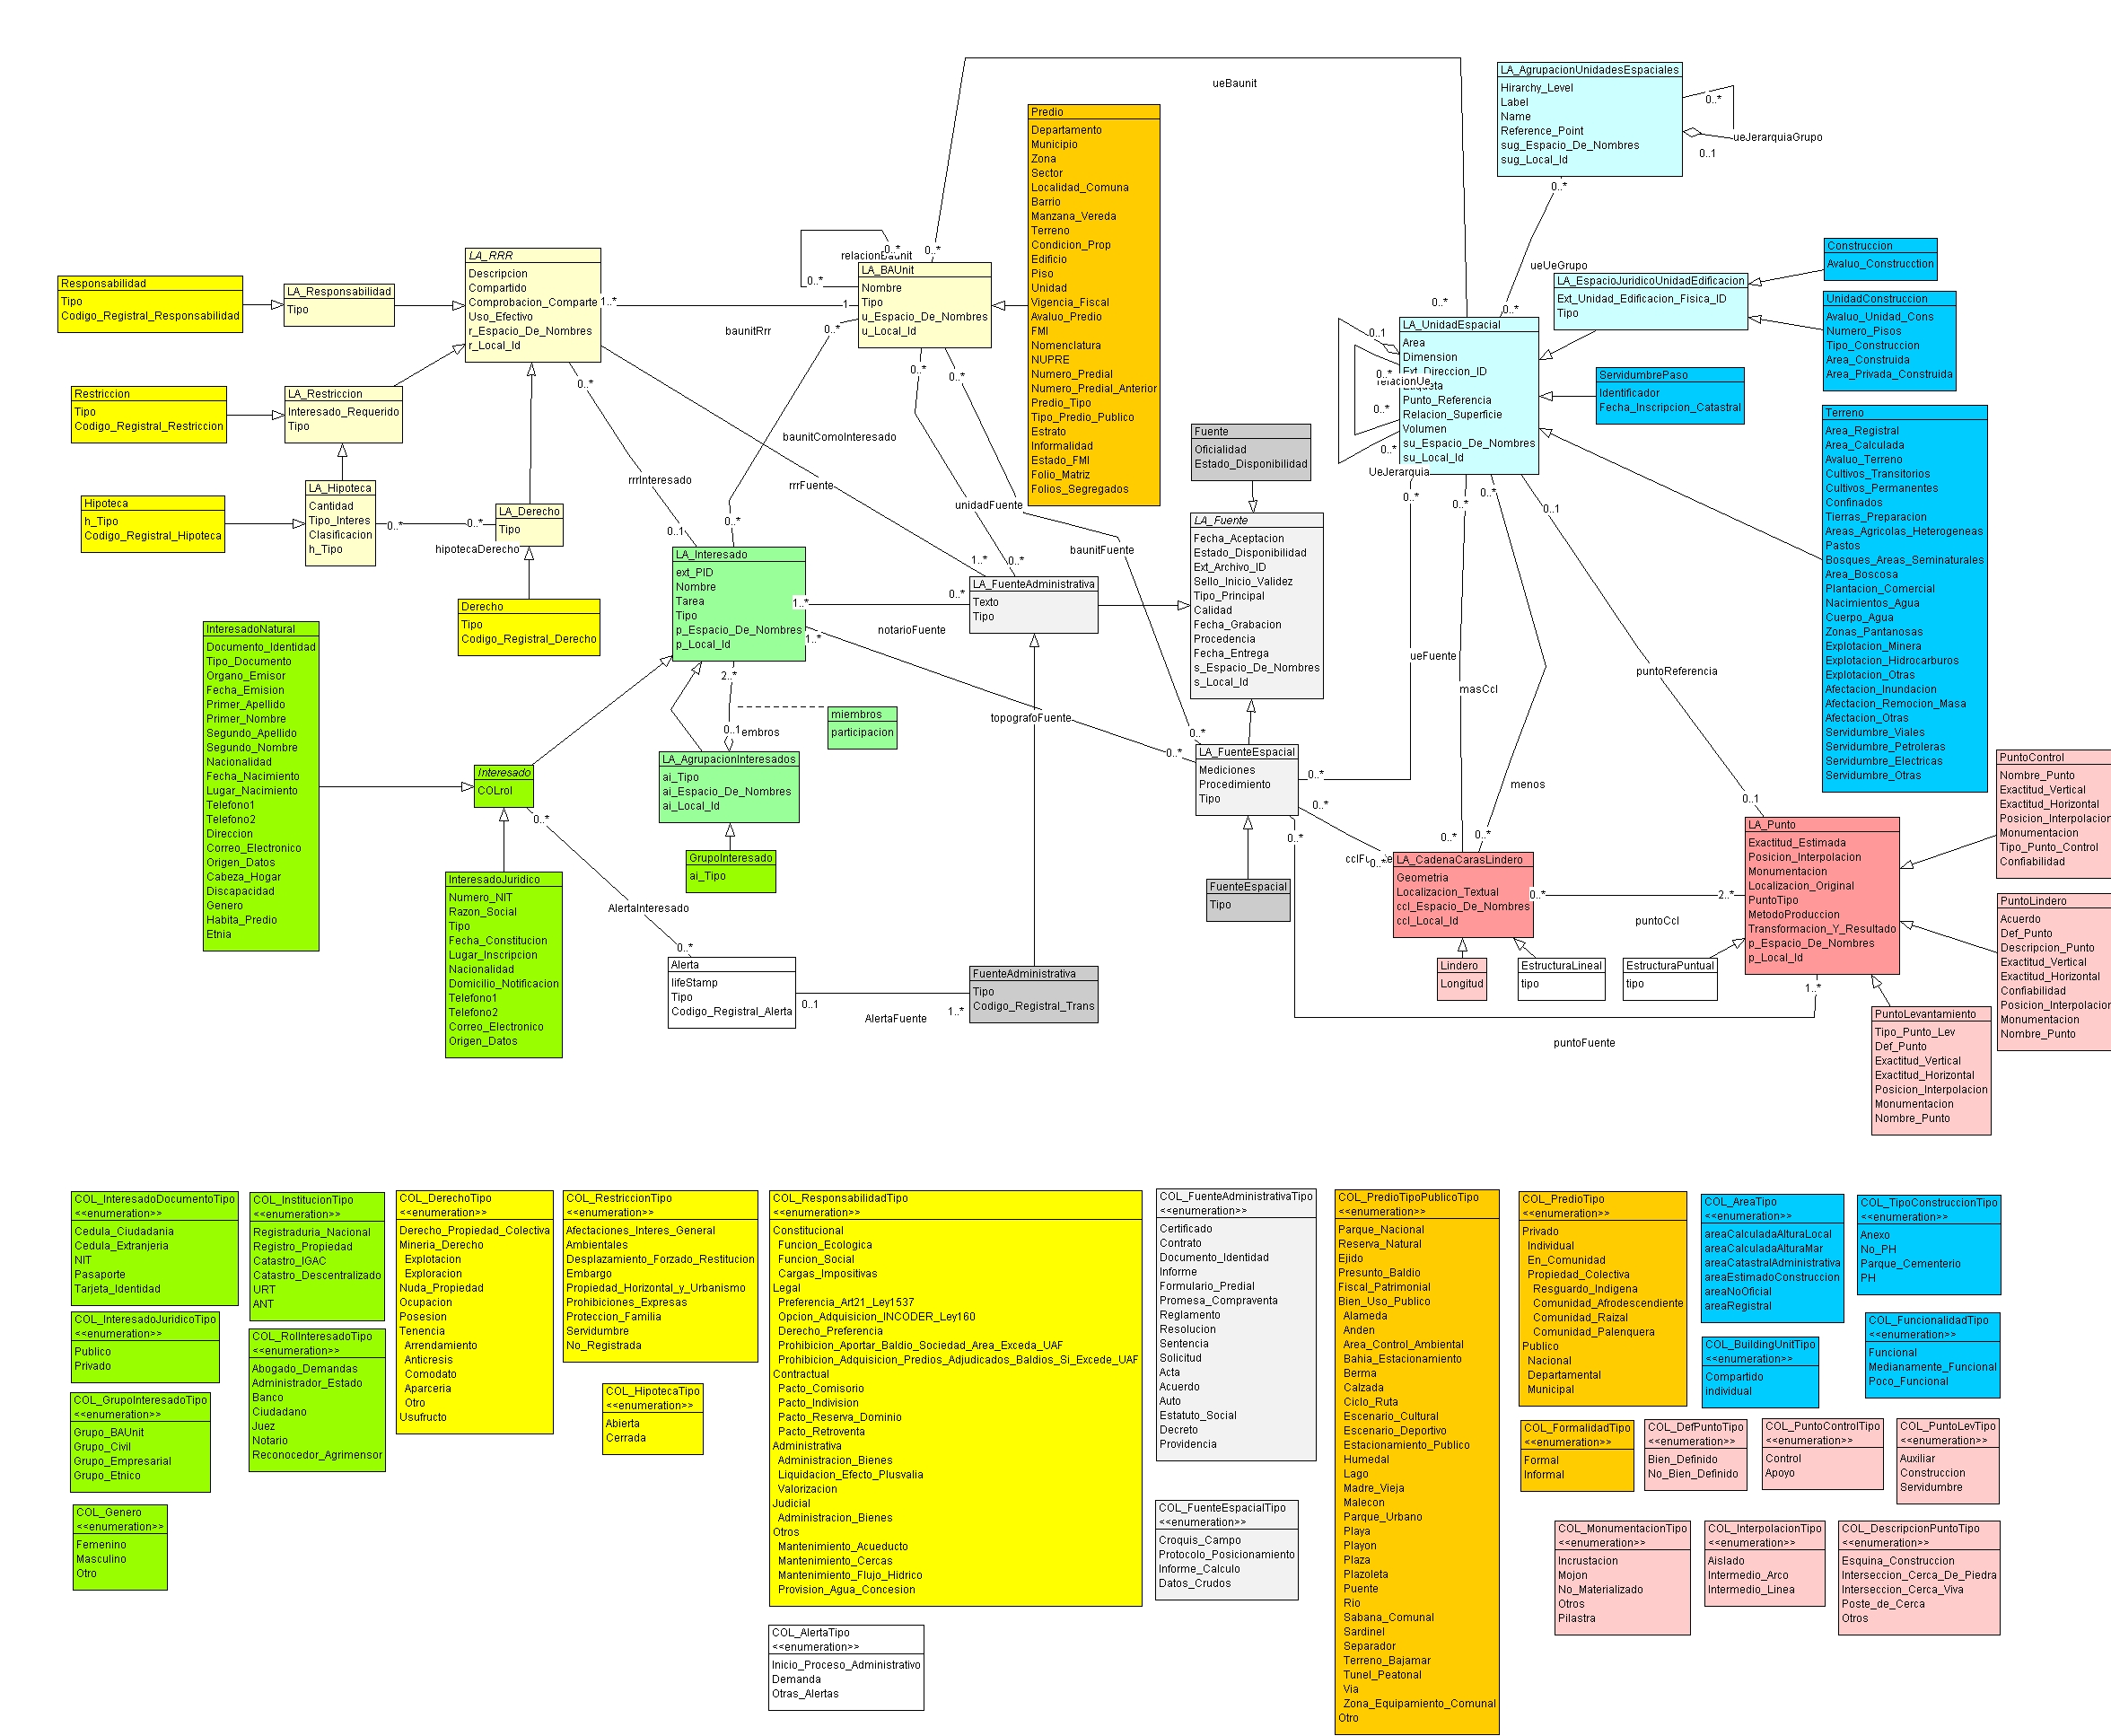 ueBaunit
LA_AgrupacionUnidadesEspaciales
Hirarchy_Level
Label
Name
Reference_Point
sug_Espacio_De_Nombres
sug_Local_Id
0..*
ueJerarquiaGrupo
0..1
0..*
Predio
Departamento
Municipio
Zona
Sector
Localidad_Comuna
Barrio
Manzana_Vereda
Terreno
Condicion_Prop
Edificio
Piso
Unidad
Vigencia_Fiscal
Avaluo_Predio
FMI
Nomenclatura
NUPRE
Numero_Predial
Numero_Predial_Anterior
Predio_Tipo
Tipo_Predio_Publico
Estrato
Informalidad
Estado_FMI
Folio_Matriz
Folios_Segregados
Responsabilidad
Tipo
Codigo_Registral_Responsabilidad
LA_Responsabilidad
Tipo
LA_RRR
Descripcion
Compartido
Comprobacion_Comparte
Uso_Efectivo
r_Espacio_De_Nombres
r_Local_Id
1..*
baunitRrr
1
0..*
relacionBaunit
0..*
0..*
LA_BAUnit
Nombre
Tipo
u_Espacio_De_Nombres
u_Local_Id
0..*
0..*
0..*
Construccion
Avaluo_Construcction
ueUeGrupo
LA_EspacioJuridicoUnidadEdificacion
Ext_Unidad_Edificacion_Fisica_ID
Tipo
UnidadConstruccion
Avaluo_Unidad_Cons
Numero_Pisos
Tipo_Construccion
Area_Construida
Area_Privada_Construida
0..*
0..*
LA_UnidadEspacial
Area
Dimension
Ext_Direccion_ID
Punto_Referencia
Relacion_Superficie
Volumen
su_Espacio_De_Nombres
su_Local_Id
0..1
0..*
relacionUe
0..*
0..*
UeJerarquia
ServidumbrePaso
Identificador
Fecha_Inscripcion_Catastral
Terreno
Area_Registral
Area_Calculada
Avaluo_Terreno
Cultivos_Transitorios
Cultivos_Permanentes
Confinados
Tierras_Preparacion
Areas_Agricolas_Heterogeneas
Pastos
Bosques_Areas_Seminaturales
Area_Boscosa
Plantacion_Comercial
Nacimientos_Agua
Cuerpo_Agua
Zonas_Pantanosas
Explotacion_Minera
Explotacion_Hidrocarburos
Explotacion_Otras
Afectacion_Inundacion
Afectacion_Remocion_Masa
Afectacion_Otras
Servidumbre_Viales
Servidumbre_Petroleras
Servidumbre_Electricas
Servidumbre_Otras
Restriccion
Tipo
Codigo_Registral_Restriccion
LA_Restriccion
Interesado_Requerido
Tipo
0..*
rrrInteresado
0..1
baunitComoInteresado
0..*
rrrFuente
1..*
unidadFuente
0..*
baunitFuente
0..*
Fuente
Oficialidad
Estado_Disponibilidad
Hipoteca
h_Tipo
Codigo_Registral_Hipoteca
LA_Hipoteca
Cantidad
Tipo_Interes
Clasificacion
h_Tipo
0..*
0..*
hipotecaDerecho
LA_Derecho
Tipo
Derecho
Tipo
Codigo_Registral_Derecho
LA_Interesado
ext_PID
Nombre
Tarea
Tipo
p_Espacio_De_Nombres
p_Local_Id
1..*
0..*
notarioFuente
1..*
topografoFuente
0..*
LA_FuenteAdministrativa
Texto
Tipo
LA_Fuente
Fecha_Aceptacion
Estado_Disponibilidad
Ext_Archivo_ID
Sello_Inicio_Validez
Tipo_Principal
Calidad
Fecha_Grabacion
Procedencia
Fecha_Entrega
s_Espacio_De_Nombres
s_Local_Id
0..*
0..*
0..*
0..1
ueFuente
masCcl
menos
puntoReferencia
0..1
InteresadoNatural
Documento_Identidad
Tipo_Documento
Organo_Emisor
Fecha_Emision
Primer_Apellido
Primer_Nombre
Segundo_Apellido
Segundo_Nombre
Nacionalidad
Fecha_Nacimiento
Lugar_Nacimiento
Telefono1
Telefono2
Direccion
Correo_Electronico
Origen_Datos
Cabeza_Hogar
Discapacidad
Genero
Habita_Predio
Etnia
2..*
0..1
embros
miembros
participacion
LA_AgrupacionInteresados
ai_Tipo
ai_Espacio_De_Nombres
ai_Local_Id
GrupoInteresado
ai_Tipo
Interesado
COLrol
0..*
AlertaInteresado
0..*
InteresadoJuridico
Numero_NIT
Razon_Social
Tipo
Fecha_Constitucion
Lugar_Inscripcion
Nacionalidad
Domicilio_Notificacion
Telefono1
Telefono2
Correo_Electronico
Origen_Datos
Alerta
lifeStamp
Tipo
Codigo_Registral_Alerta
0..1
AlertaFuente
1..*
FuenteAdministrativa
Tipo
Codigo_Registral_Trans
LA_FuenteEspacial
Mediciones
Procedimiento
Tipo
0..*
0..*
0..*
0..*
FuenteEspacial
Tipo
0..*
0..*
LA_CadenaCarasLindero
Geometria
Localizacion_Textual
ccl_Espacio_De_Nombres
ccl_Local_Id
0..*
2..*
puntoCcl
Lindero
Longitud
EstructuraLineal
tipo
EstructuraPuntual
tipo
LA_Punto
Exactitud_Estimada
Posicion_Interpolacion
Monumentacion
Localizacion_Original
PuntoTipo
MetodoProduccion
Transformacion_Y_Resultado
p_Espacio_De_Nombres
p_Local_Id
1..*
puntoFuente
PuntoControl
Nombre_Punto
Exactitud_Vertical
Exactitud_Horizontal
Posicion_Interpolacion
Monumentacion
Tipo_Punto_Control
Confiabilidad
PuntoLindero
Acuerdo
Def_Punto
Descripcion_Punto
Exactitud_Vertical
Exactitud_Horizontal
Confiabilidad
Posicion_Interpolacion
Monumentacion
Nombre_Punto
PuntoLevantamiento
Tipo_Punto_Lev
Def_Punto
Exactitud_Vertical
Exactitud_Horizontal
Posicion_Interpolacion
Monumentacion
Nombre_Punto
COL_InteresadoDocumentoTipo
<<enumeration>>
Cedula_Ciudadania
Cedula_Extranjeria
NIT
Pasaporte
Tarjeta_Identidad
COL_InteresadoJuridicoTipo
<<enumeration>>
Publico
Privado
COL_GrupoInteresadoTipo
<<enumeration>>
Grupo_BAUnit
Grupo_Civil
Grupo_Empresarial
Grupo_Etnico
COL_Genero
<<enumeration>>
Femenino
Masculino
Otro
COL_InstitucionTipo
<<enumeration>>
Registraduria_Nacional
Registro_Propiedad
Catastro_IGAC
Catastro_Descentralizado
URT
ANT
COL_RolInteresadoTipo
<<enumeration>>
Abogado_Demandas
Administrador_Estado
Banco
Ciudadano
Juez
Notario
Reconocedor_Agrimensor
COL_DerechoTipo
<<enumeration>>
Derecho_Propiedad_Colectiva
Mineria_Derecho
Explotacion
Exploracion
Nuda_Propiedad
Ocupacion
Posesion
Tenencia
Arrendamiento
Anticresis
Comodato
Aparceria
Otro
Usufructo
COL_RestriccionTipo
<<enumeration>>
Afectaciones_Interes_General
Ambientales
Desplazamiento_Forzado_Restitucion
Embargo
Propiedad_Horizontal_y_Urbanismo
Prohibiciones_Expresas
Proteccion_Familia
Servidumbre
No_Registrada
COL_HipotecaTipo
<<enumeration>>
Abierta
Cerrada
COL_ResponsabilidadTipo
<<enumeration>>
Constitucional
Funcion_Ecologica
Funcion_Social
Cargas_Impositivas
Legal
Preferencia_Art21_Ley1537
Opcion_Adquisicion_INCODER_Ley160
Derecho_Preferencia
Prohibicion_Aportar_Baldio_Sociedad_Area_Exceda_UAF
Prohibicion_Adquisicion_Predios_Adjudicados_Baldios_Si_Excede_UAF
Contractual
Pacto_Comisorio
Pacto_Indivision
Pacto_Reserva_Dominio
Pacto_Retroventa
Administrativa
Administracion_Bienes
Liquidacion_Efecto_Plusvalia
Valorizacion
Judicial
Administracion_Bienes
Otros
Mantenimiento_Acueducto
Mantenimiento_Cercas
Mantenimiento_Flujo_Hidrico
Provision_Agua_Concesion
COL_AlertaTipo
<<enumeration>>
Inicio_Proceso_Administrativo
Demanda
Otras_Alertas
COL_FuenteAdministrativaTipo
<<enumeration>>
Certificado
Contrato
Documento_Identidad
Informe
Formulario_Predial
Promesa_Compraventa
Reglamento
Resolucion
Sentencia
Solicitud
Acta
Acuerdo
Auto
Estatuto_Social
Decreto
Providencia
COL_FuenteEspacialTipo
<<enumeration>>
Croquis_Campo
Protocolo_Posicionamiento
Informe_Calculo
Datos_Crudos
COL_PredioTipoPublicoTipo
<<enumeration>>
Parque_Nacional
Reserva_Natural
Ejido
Presunto_Baldio
Fiscal_Patrimonial
Bien_Uso_Publico
Alameda
Anden
Area_Control_Ambiental
Bahia_Estacionamiento
Berma
Calzada
Ciclo_Ruta
Escenario_Cultural
Escenario_Deportivo
Estacionamiento_Publico
Humedal
Lago
Madre_Vieja
Malecon
Parque_Urbano
Playa
Playon
Plaza
Plazoleta
Puente
Rio
Sabana_Comunal
Sardinel
Separador
Terreno_Bajamar
Tunel_Peatonal
Via
Zona_Equipamiento_Comunal
Otro
COL_PredioTipo
<<enumeration>>
Privado
Individual
En_Comunidad
Propiedad_Colectiva
Resguardo_Indigena
Comunidad_Afrodescendiente
Comunidad_Raizal
Comunidad_Palenquera
Publico
Nacional
Departamental
Municipal
COL_AreaTipo
<<enumeration>>
areaCalculadaAlturaLocal
areaCalculadaAlturaMar
areaCatastralAdministrativa
areaEstimadoConstruccion
areaNoOficial
areaRegistral
COL_BuildingUnitTipo
<<enumeration>>
Compartido
individual
COL_TipoConstruccionTipo
<<enumeration>>
Anexo
No_PH
Parque_Cementerio
PH
COL_FuncionalidadTipo
<<enumeration>>
Funcional
Medianamente_Funcional
Poco_Funcional
COL_FormalidadTipo
<<enumeration>>
Formal
Informal
COL_DefPuntoTipo
<<enumeration>>
Bien_Definido
No_Bien_Definido
COL_PuntoControlTipo
<<enumeration>>
Control
Apoyo
COL_PuntoLevTipo
<<enumeration>>
Auxiliar
Construccion
Servidumbre
COL_MonumentacionTipo
<<enumeration>>
Incrustacion
Mojon
No_Materializado
Otros
Pilastra
COL_InterpolacionTipo
<<enumeration>>
Aislado
Intermedio_Arco
Intermedio_Linea
COL_DescripcionPuntoTipo
<<enumeration>>
Esquina_Construccion
Interseccion_Cerca_De_Piedra
Interseccion_Cerca_Viva
Poste_de_Cerca
Otros